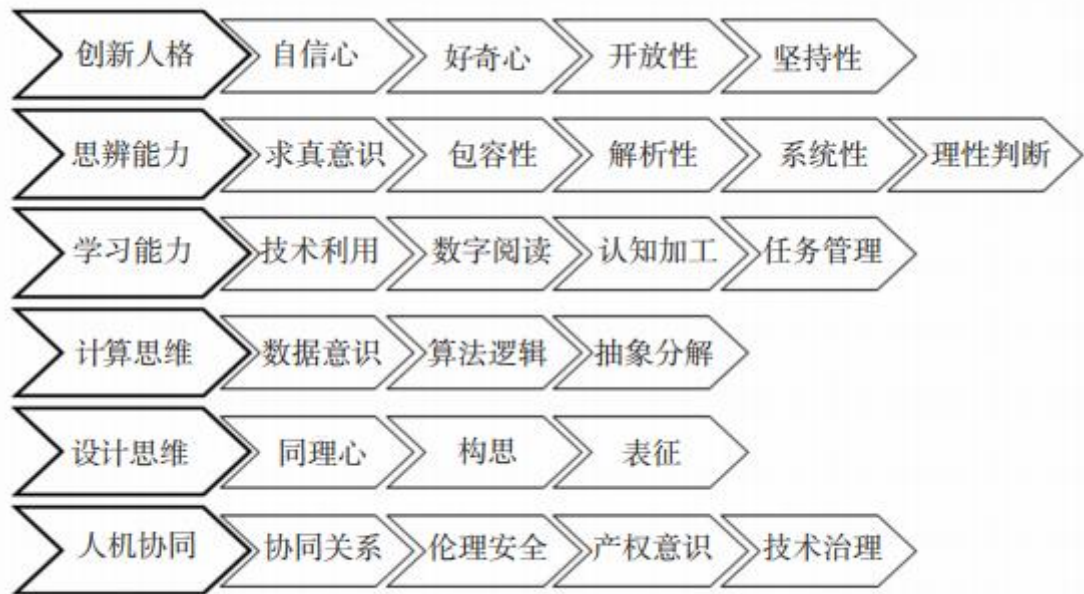 创新人格 自信心 好奇心 开放性 坚持性
思辨能力 求真意识 包容性 解析性 系统性 理性判断
学习能力 技术利用 数字阅读 认知加工 任务管理
计算思维 数据意识 算法逻辑 抽象分解
设计思维 同理心 构思 表征
人机协同 协同关系 伦理安全 产权意识 技术治理